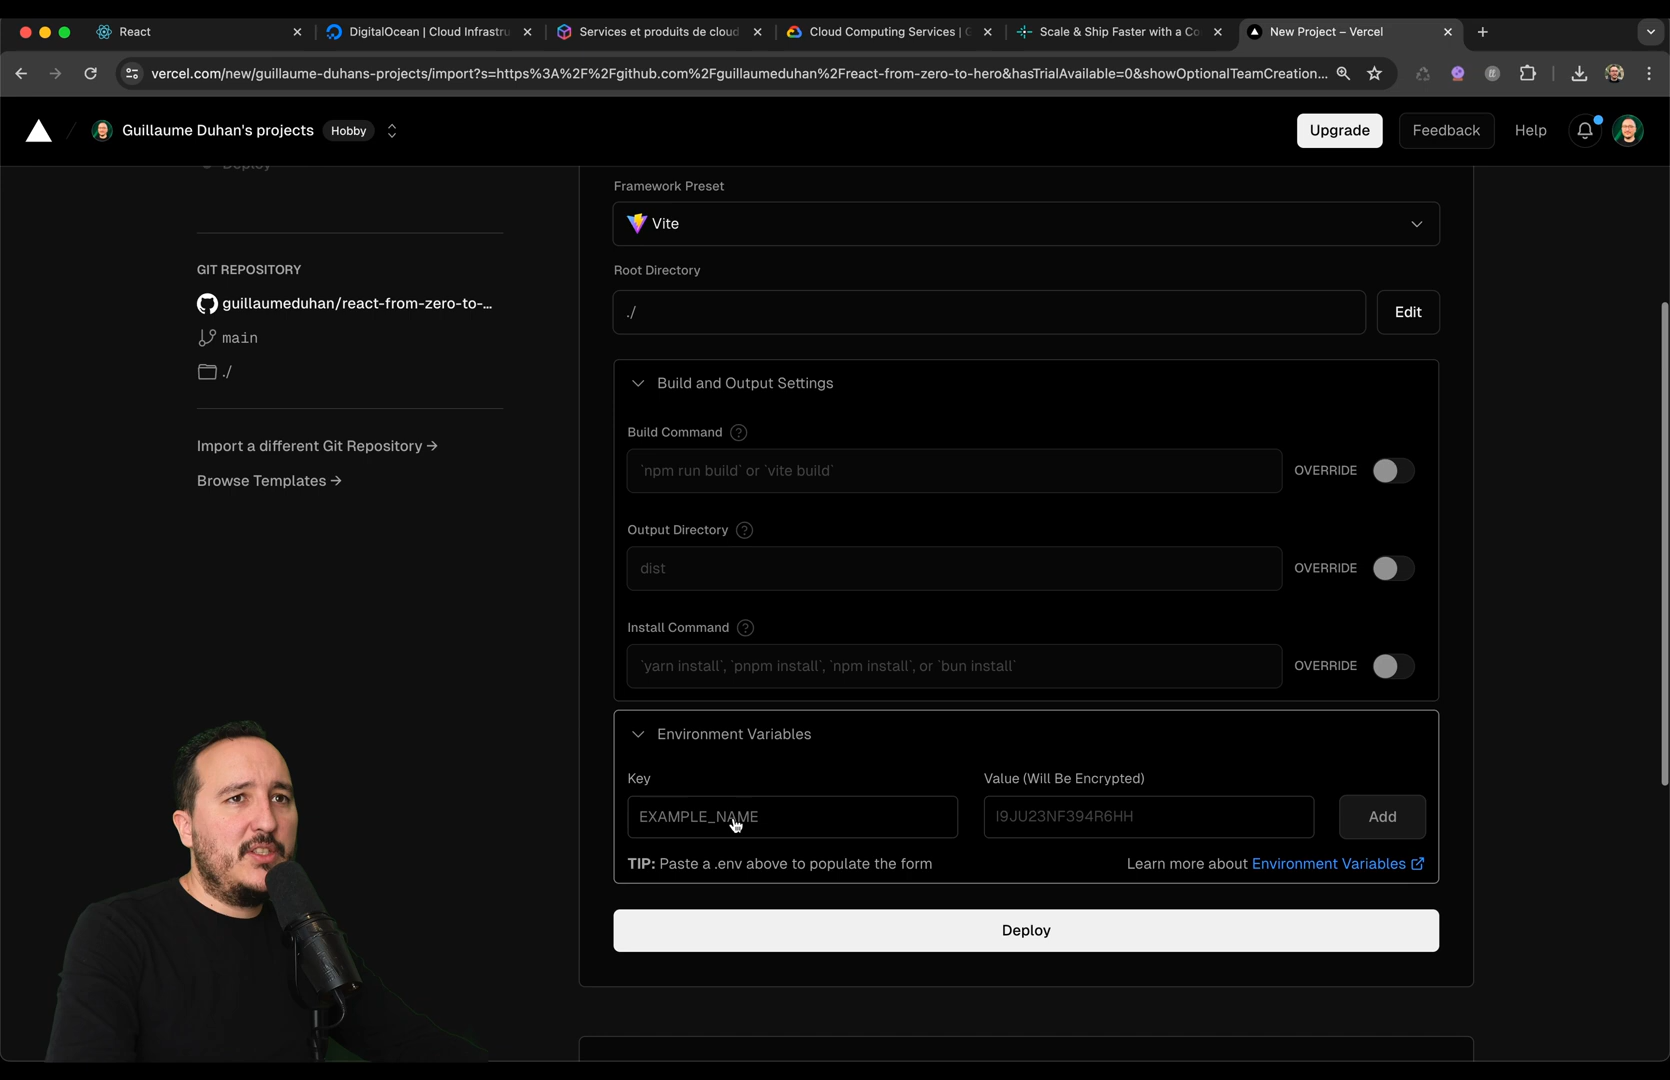 React
DigitalOcean | Cloud Infrastru
Services et produits de cloud
Cloud Computing Services | G
Scale & Ship Faster with a Co
New Project – Vercel
vercel.com/new/guillaume-duhans-projects/import?s=https%3A%2F%2Fgithub.com%2Fguillaumeduhan%2Freact-from-zero-to-hero&hasTrialAvailable=0&showOptionalTeamCreation...
Guillaume Duhan's projects
Hobby
Upgrade
Feedback
Help
Deploy
GIT REPOSITORY
guillaumeduhan/react-from-zero-to-...
main
./
Import a different Git Repository →
Browse Templates →
Framework Preset
Vite
Root Directory
./
Edit
Build and Output Settings
Build Command
`npm run build` or `vite build`
OVERRIDE
Output Directory
dist
OVERRIDE
Install Command
`yarn install`, `pnpm install`, `npm install`, or `bun install`
OVERRIDE
Environment Variables
Key
Value (Will Be Encrypted)
EXAMPLE_NAME
I9JU23NF394R6HH
Add
TIP: Paste a .env above to populate the form
Learn more about Environment Variables
Deploy